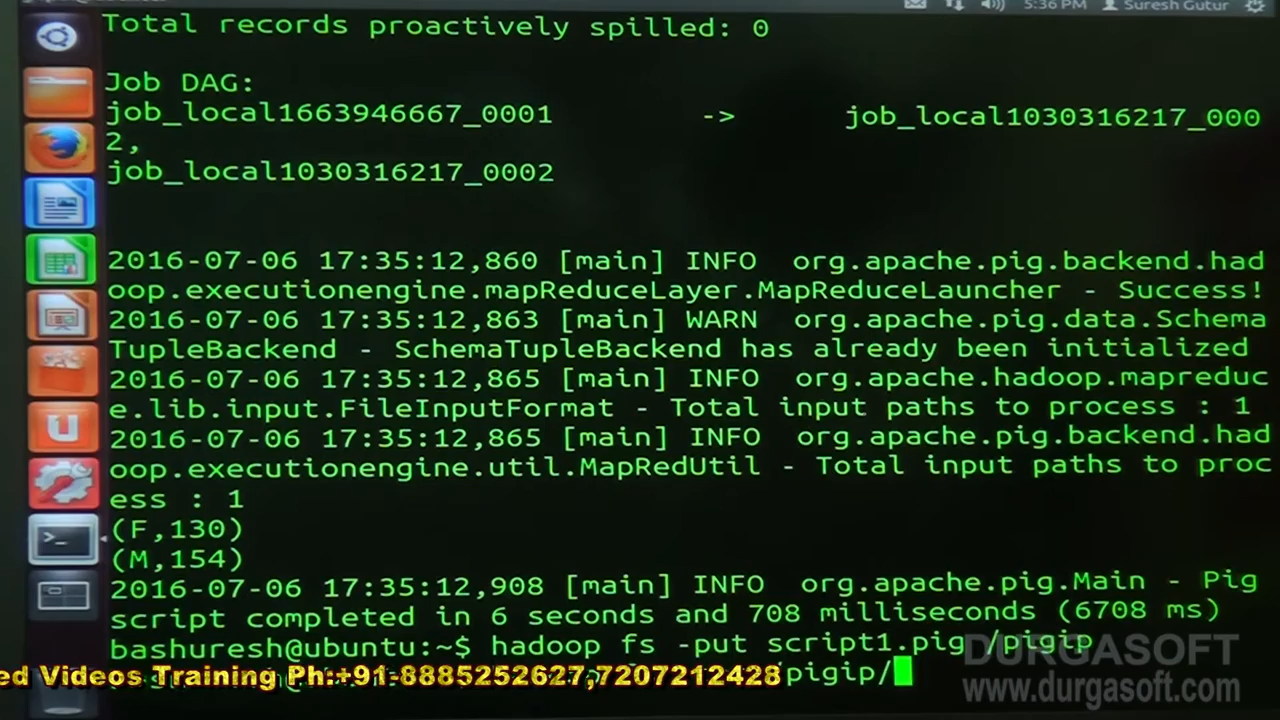 5:36 PM Suresh Gutur
Total records proactively spilled: 0
Job DAG:
job_local1663946667_0001 -> job_local1030316217_000
2,
job_local1030316217_0002
2016-07-06 17:35:12,860 [main] INFO org.apache.pig.backend.had
oop.executionengine.mapReduceLayer.MapReduceLauncher - Success!
2016-07-06 17:35:12,863 [main] WARN org.apache.pig.data.Schema
TupleBackend - SchemaTupleBackend has already been initialized
2016-07-06 17:35:12,865 [main] INFO org.apache.hadoop.mapreduc
e.lib.input.FileInputFormat - Total input paths to process : 1
2016-07-06 17:35:12,865 [main] INFO org.apache.pig.backend.had
oop.executionengine.util.MapRedUtil - Total input paths to proc
ess : 1
(F,130)
(M,154)
2016-07-06 17:35:12,908 [main] INFO org.apache.pig.Main - Pig
script completed in 6 seconds and 708 milliseconds (6708 ms)
bashuresh@ubuntu:~$ hadoop fs -put script1.pig /pigip
/pigip/
ed Videos Training Ph:+91-8885252627,7207212428
DURGASOFT
www.durgasoft.com